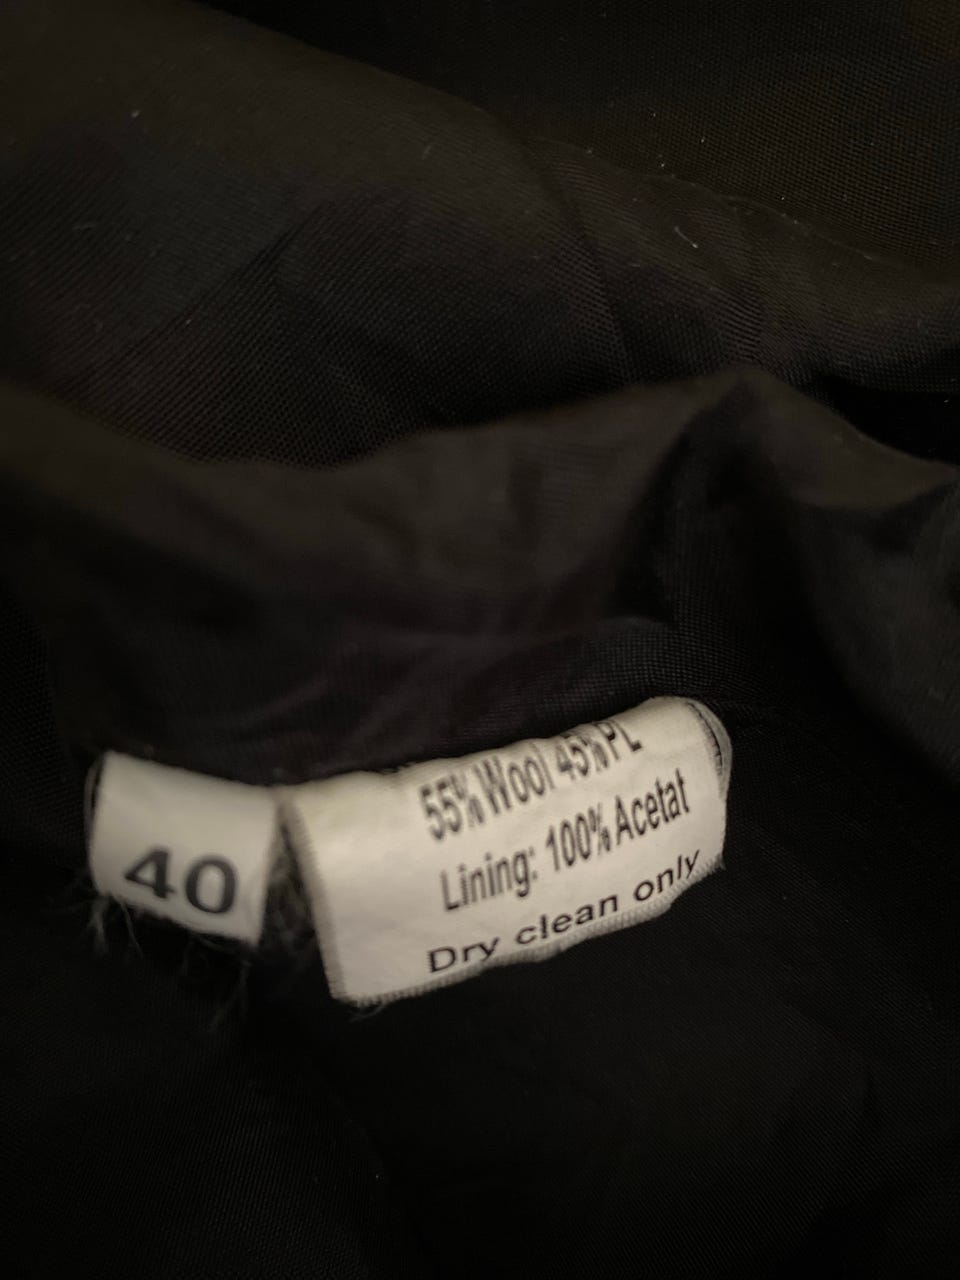 40
55% Wool 45% PL
Lining: 100% Acetat
Dry clean only